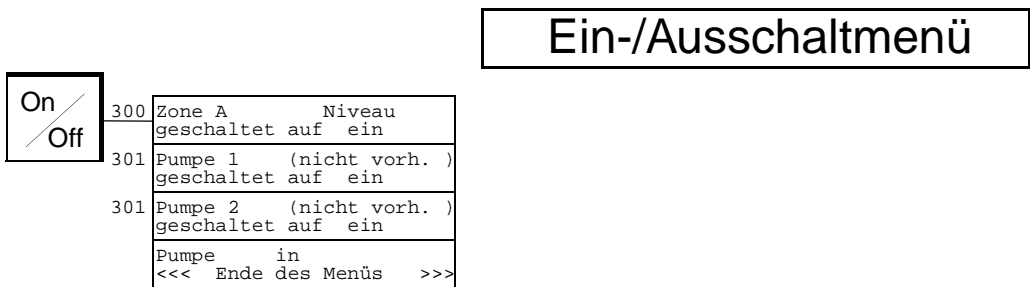 Ein-/Ausschaltmenü
On
Off
300 Zone A Niveau
geschaltet auf ein
301 Pumpe 1 (nicht vorh. )
geschaltet auf ein
301 Pumpe 2 (nicht vorh. )
geschaltet auf ein
Pumpe in
<<< Ende des Menüs >>>